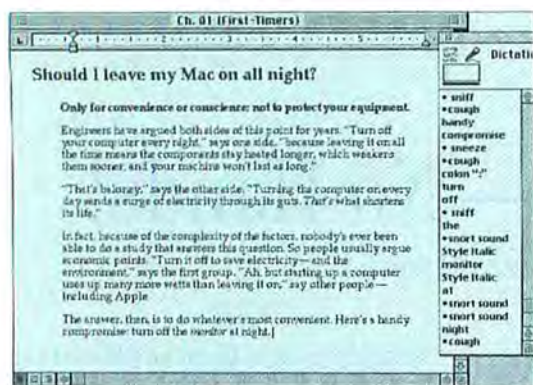 Ch. 01 (First-Timers)
Should I leave my Mac on all night?
Only for convenience or conscience; not to protect your equipment.
Engineers have argued both sides of this point for years. "Turn off
your computer every night," says one side, "because leaving it on all
the time means the components stay heated longer, which weakens
them sooner, and your machine won't last as long."
"That's baloney," says the other side. "Turning the computer on every
day sends a surge of electricity through its guts. That's what shortens
its life."
In fact, because of the complexity of the factors, nobody's ever been
able to do a study that answers this question. So people usually argue
economic points. "Turn it off to save electricity—and the
environment," says the first group. "Ah, but starting up a computer
uses up many more watts than leaving it on," say other people—
including Apple.
The answer, then, is to do whatever's most convenient. Here's a handy
compromise: turn off the monitor at night.
Dictati
• sniff
•cough
handy
compromise
• sneeze
•cough
colon ":"
turn
off
• sniff
the
•snort sound
Style Italic
monitor
Style Italic
at
•snort sound
•snort sound
night
•cough